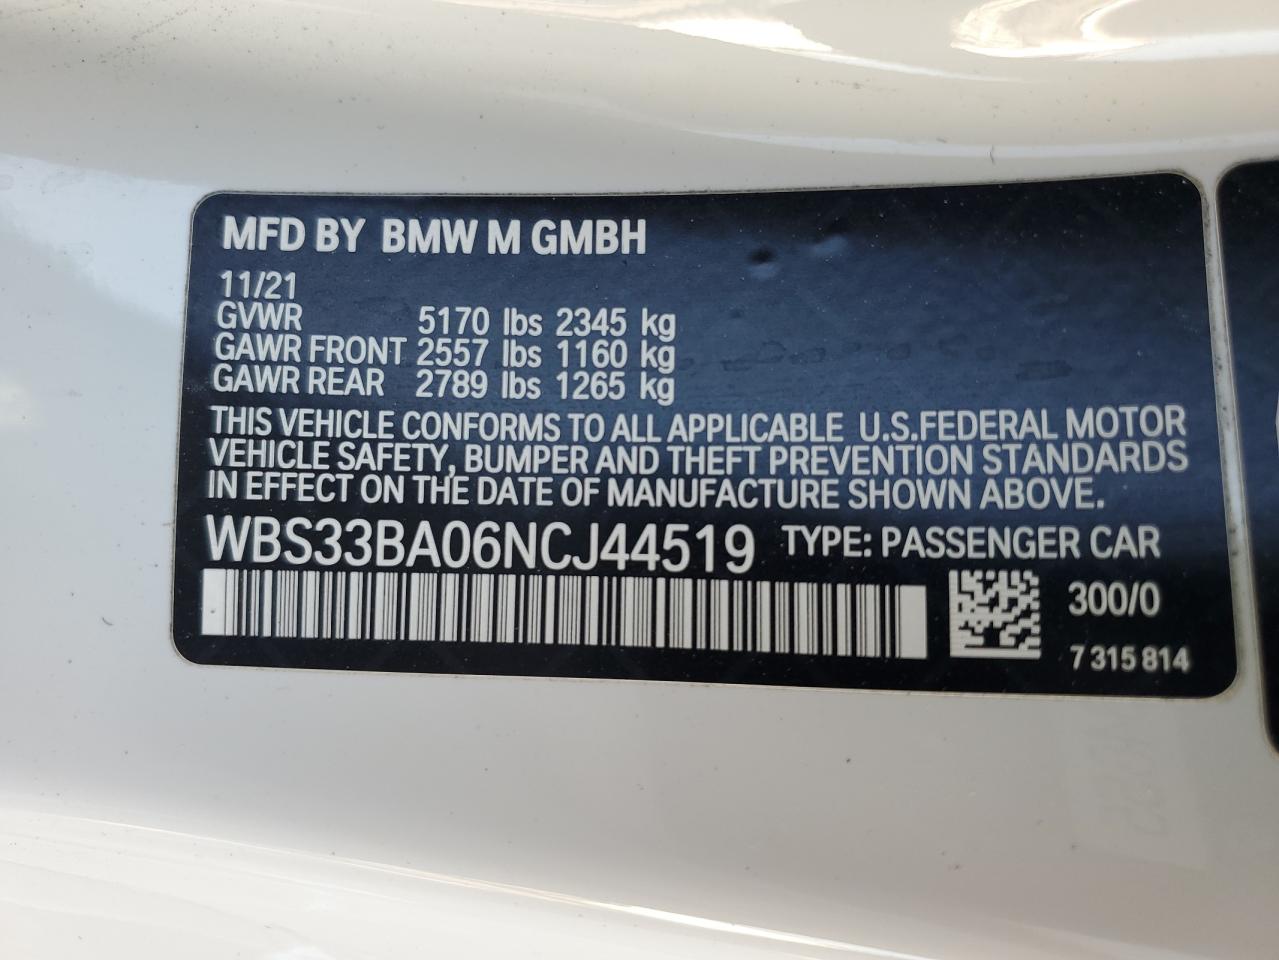 MFD BY BMW M GMBH
11/21
GVWR 5170 lbs 2345 kg
GAWR FRONT 2557 lbs 1160 kg
GAWR REAR 2789 lbs 1265 kg
THIS VEHICLE CONFORMS TO ALL APPLICABLE U.S.FEDERAL MOTOR
VEHICLE SAFETY, BUMPER AND THEFT PREVENTION STANDARDS
IN EFFECT ON THE DATE OF MANUFACTURE SHOWN ABOVE.
WBS33BA06NCJ44519 TYPE: PASSENGER CAR
300/0
7 315 814